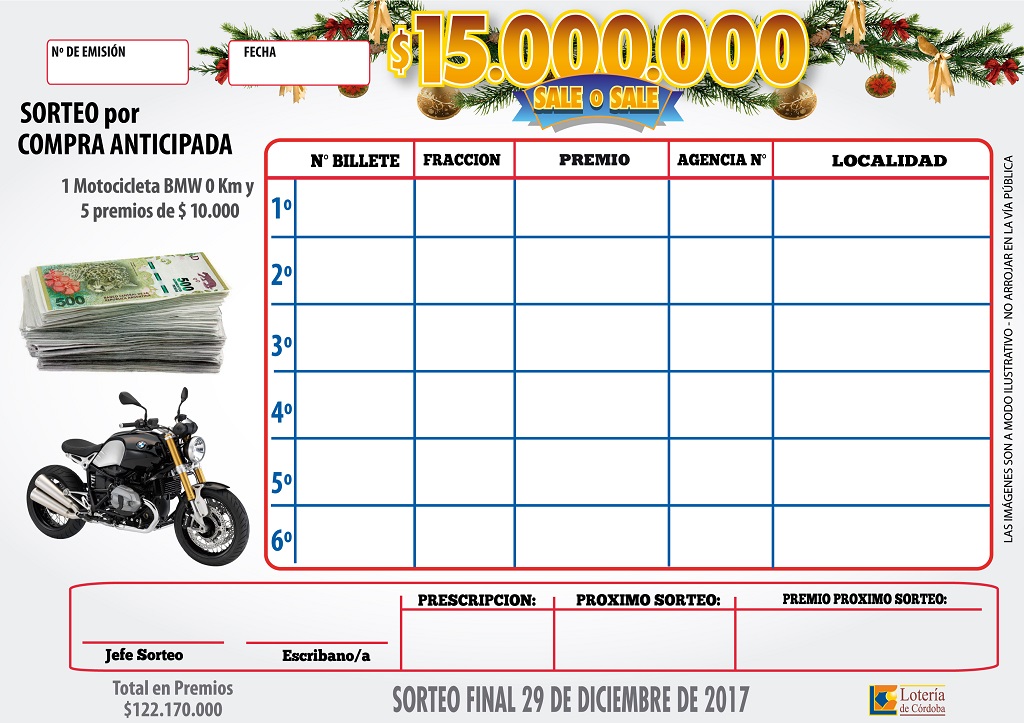 Nº DE EMISIÓN
FECHA
$15.000.000
SALE O SALE
SORTEO por
COMPRA ANTICIPADA
1 Motocicleta BMW 0 Km y
5 premios de $ 10.000
N° BILLETE FRACCION PREMIO AGENCIA N° LOCALIDAD
1º
2º
3º
4º
5º
6º
500
500
LAS IMÁGENES SON A MODO ILUSTRATIVO - NO ARROJAR EN LA VÍA PÚBLICA
PRESCRIPCION: PROXIMO SORTEO: PREMIO PROXIMO SORTEO:
Jefe Sorteo Escribano/a
Total en Premios
$122.170.000
SORTEO FINAL 29 DE DICIEMBRE DE 2017
Lotería
de Córdoba